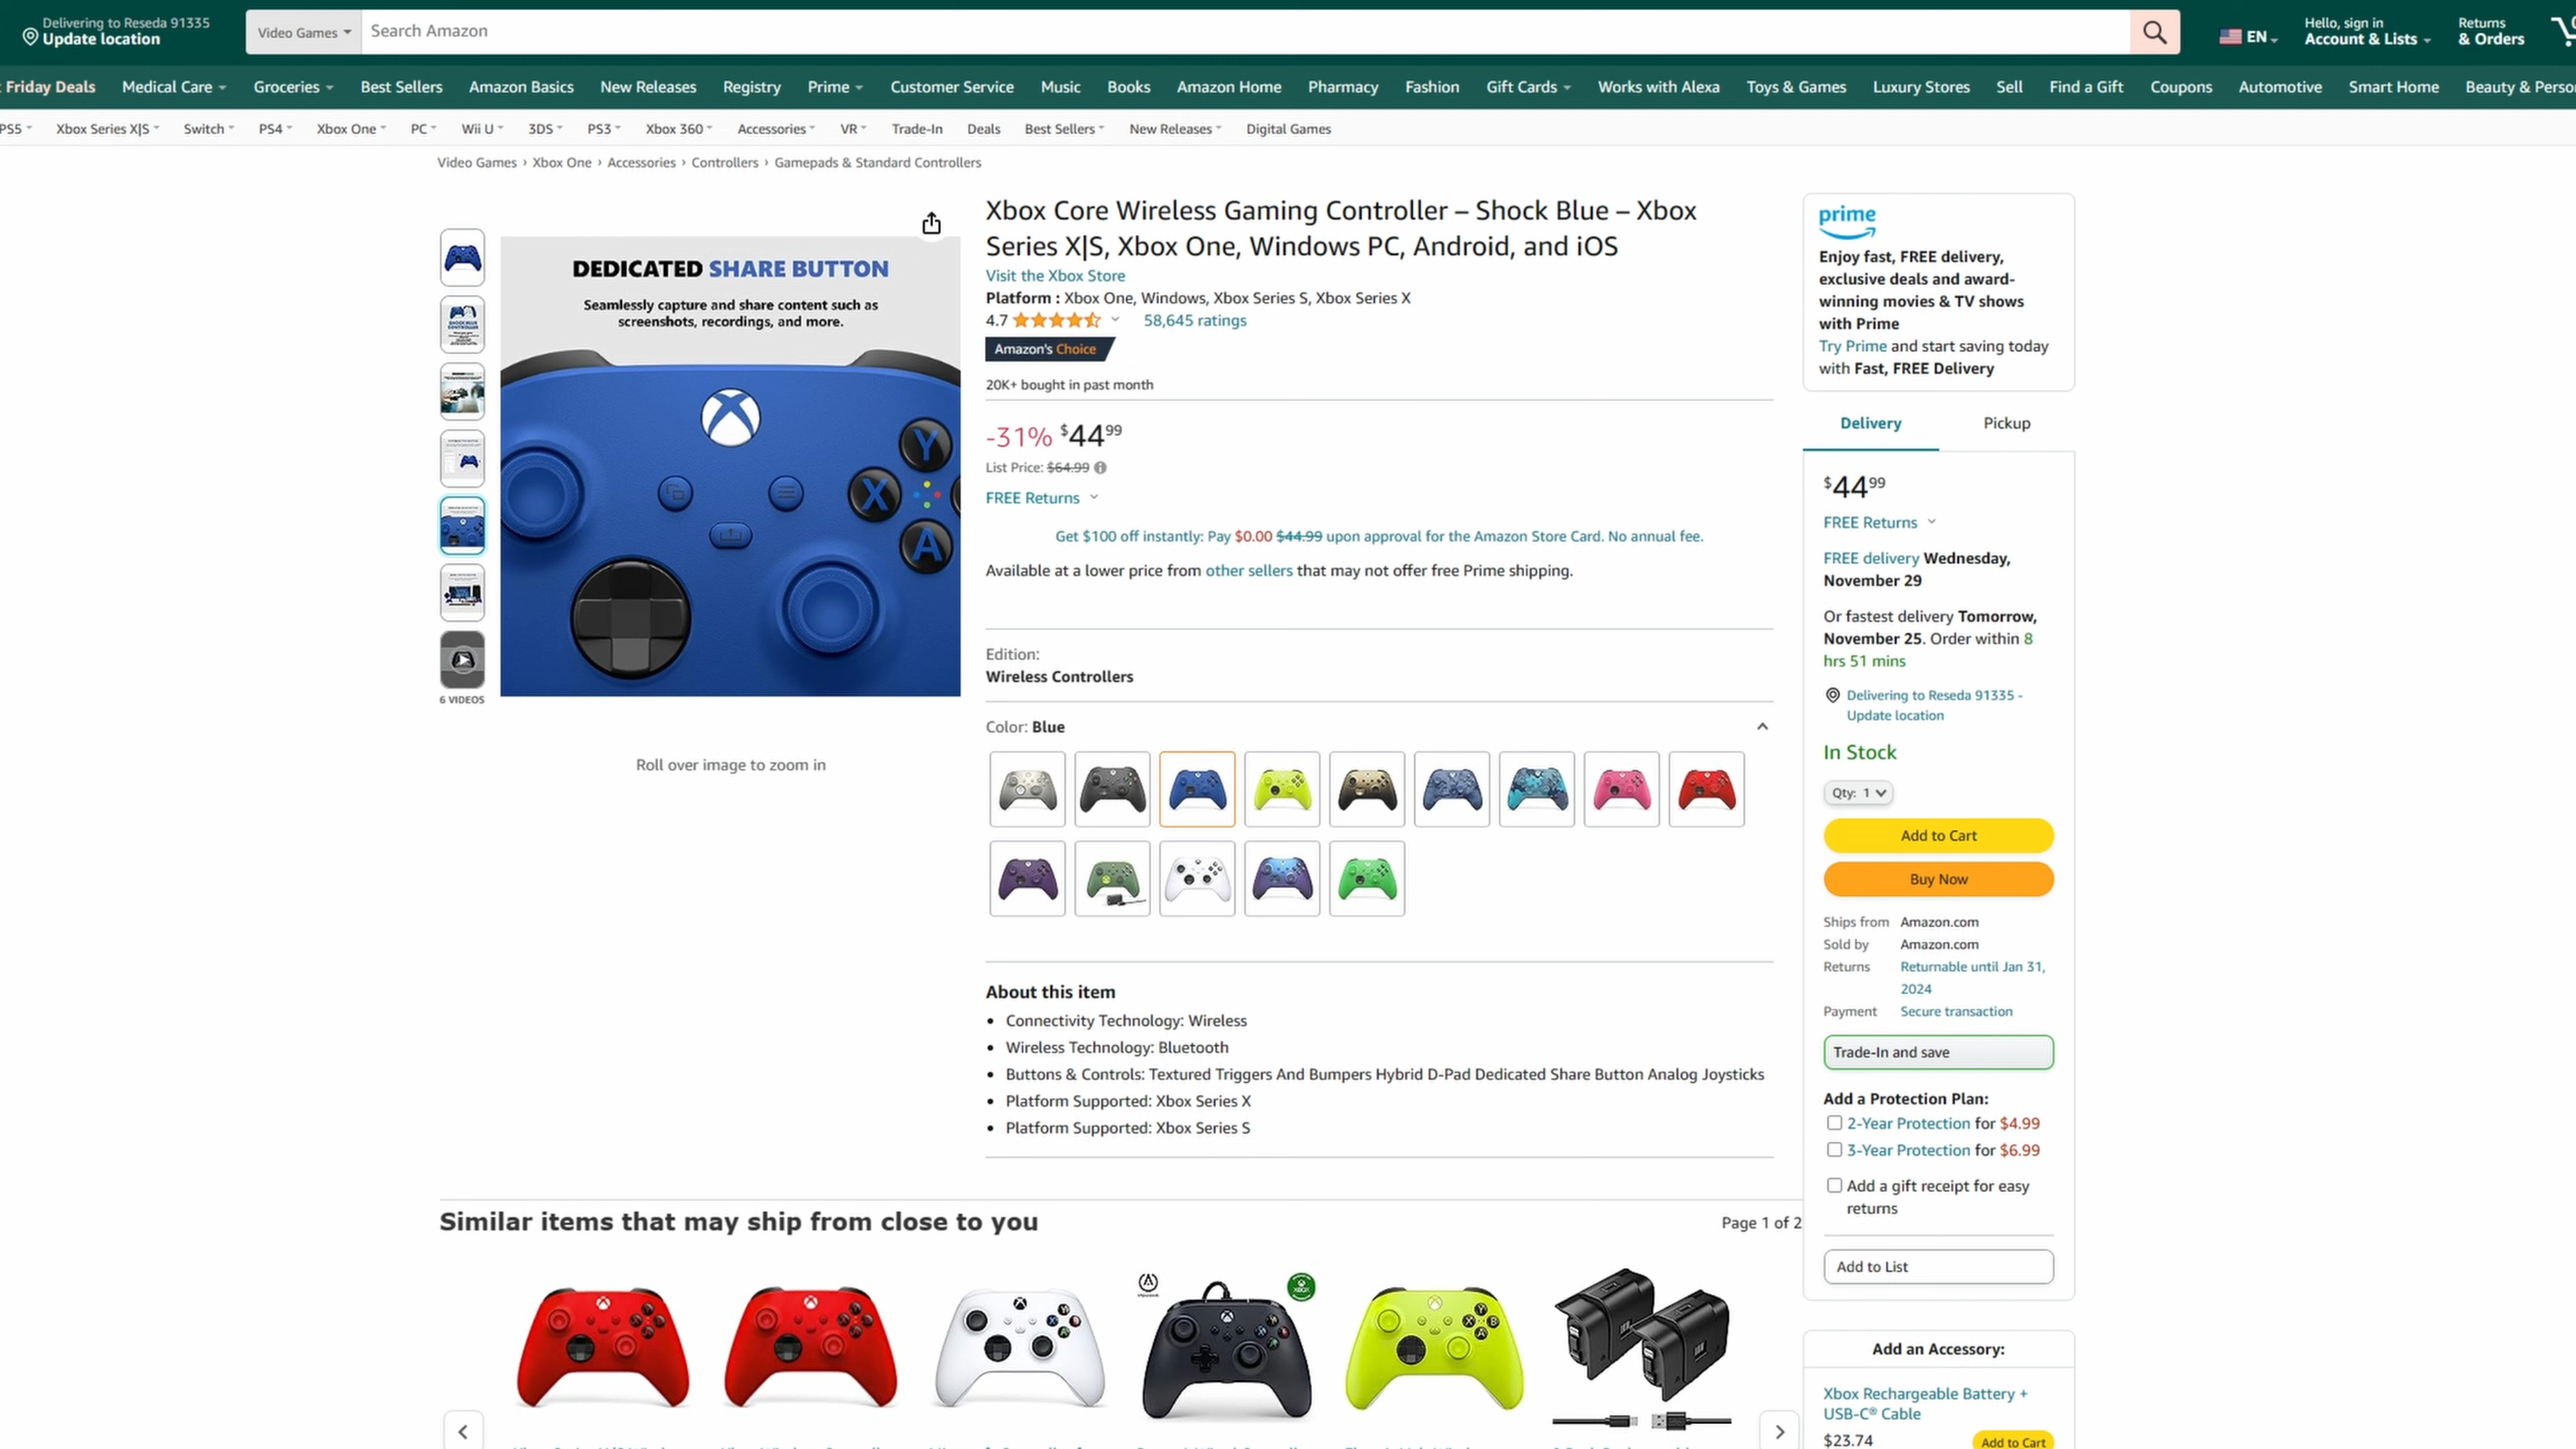 Delivering to Reseda 91335
Update location
Video Games
Search Amazon
EN
Hello, sign in
Account & Lists
Returns
& Orders
Friday Deals
Medical Care
Groceries
Best Sellers
Amazon Basics
New Releases
Registry
Prime
Customer Service
Music
Books
Amazon Home
Pharmacy
Fashion
Gift Cards
Works with Alexa
Toys & Games
Luxury Stores
Sell
Find a Gift
Coupons
Automotive
Smart Home
Beauty & Perso
PS5
Xbox Series X|S
Switch
PS4
Xbox One
PC
Wii U
3DS
PS3
Xbox 360
Accessories
VR
Trade-In
Deals
Best Sellers
New Releases
Digital Games
Video Games › Xbox One › Accessories › Controllers › Gamepads & Standard Controllers
6 VIDEOS
DEDICATED SHARE BUTTON
Seamlessly capture and share content such as
screenshots, recordings, and more.
Y
X
A
Roll over image to zoom in
Xbox Core Wireless Gaming Controller – Shock Blue – Xbox
Series X|S, Xbox One, Windows PC, Android, and iOS
Visit the Xbox Store
Platform : Xbox One, Windows, Xbox Series S, Xbox Series X
4.7 58,645 ratings
Amazon's Choice
20K+ bought in past month
-31% $44 99
List Price: $64.99
FREE Returns
Get $100 off instantly: Pay $0.00 $44.99 upon approval for the Amazon Store Card. No annual fee.
Available at a lower price from other sellers that may not offer free Prime shipping.
Edition:
Wireless Controllers
Color: Blue
About this item
• Connectivity Technology: Wireless
• Wireless Technology: Bluetooth
• Buttons & Controls: Textured Triggers And Bumpers Hybrid D-Pad Dedicated Share Button Analog Joysticks
• Platform Supported: Xbox Series X
• Platform Supported: Xbox Series S
prime
Enjoy fast, FREE delivery,
exclusive deals and award-
winning movies & TV shows
with Prime
Try Prime and start saving today
with Fast, FREE Delivery
Delivery
Pickup
$44 99
FREE Returns
FREE delivery Wednesday,
November 29
Or fastest delivery Tomorrow,
November 25. Order within 8
hrs 51 mins
Delivering to Reseda 91335 -
Update location
In Stock
Qty: 1
Add to Cart
Buy Now
Ships from Amazon.com
Sold by Amazon.com
Returns Returnable until Jan 31,
2024
Payment Secure transaction
Trade-In and save
Add a Protection Plan:
2-Year Protection for $4.99
3-Year Protection for $6.99
Add a gift receipt for easy
returns
Add to List
Similar items that may ship from close to you
Page 1 of 2
XBOX
Add an Accessory:
Xbox Rechargeable Battery +
USB-C® Cable
$23.74
Add to Cart